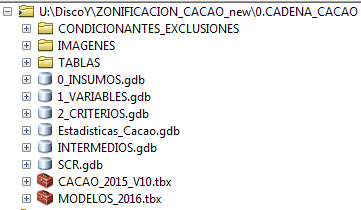 U:\DiscoY\ZONIFICACION_CACAO_new\0.CADENA_CACAO
CONDICIONANTES_EXCLUSIONES
IMAGENES
TABLAS
0_INSUMOS.gdb
1_VARIABLES.gdb
2_CRITERIOS.gdb
Estadisticas_Cacao.gdb
INTERMEDIOS.gdb
SCR.gdb
CACAO_2015_V10.tbx
MODELOS_2016.tbx